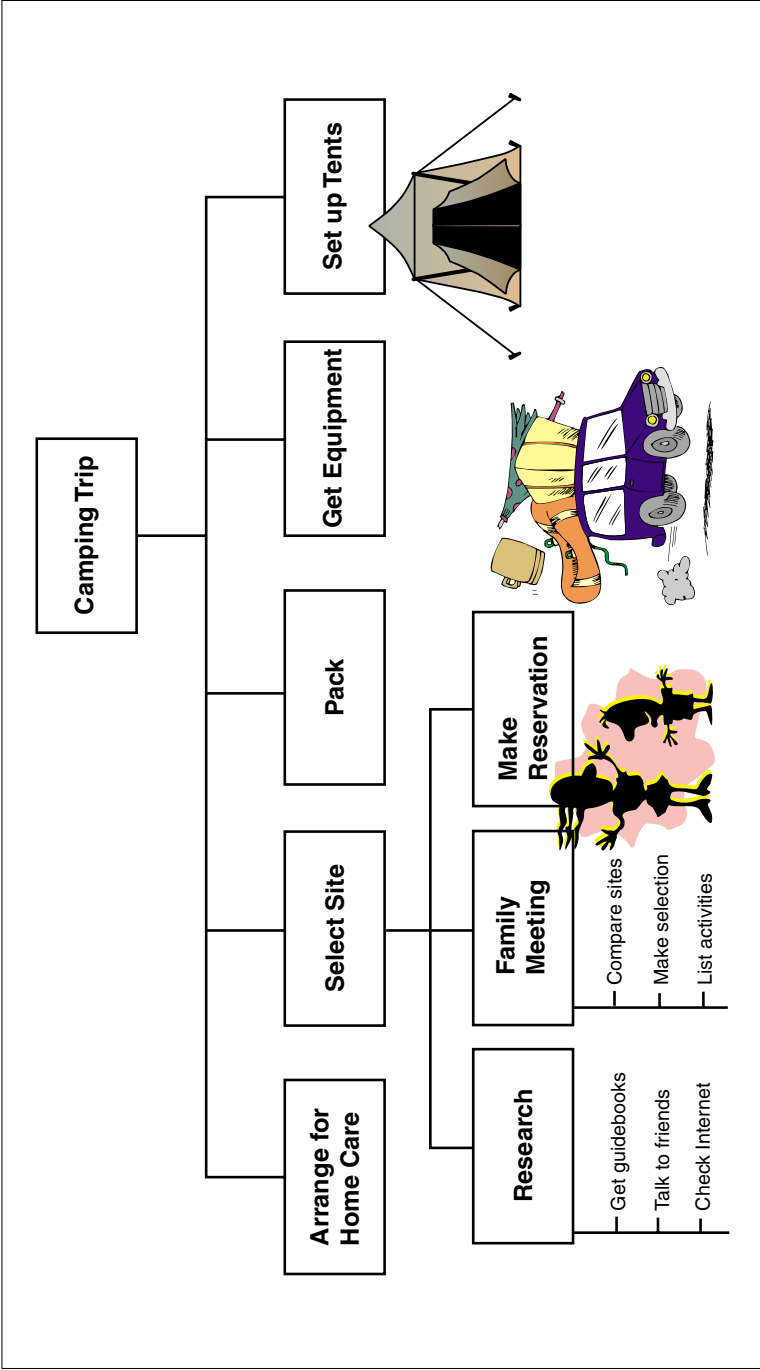 Camping Trip
Arrange for
Home Care
Select Site
Pack
Get Equipment
Set up Tents
Research
Family
Meeting
Make
Reservation
Get guidebooks
Talk to friends
Check Internet
Compare sites
Make selection
List activities